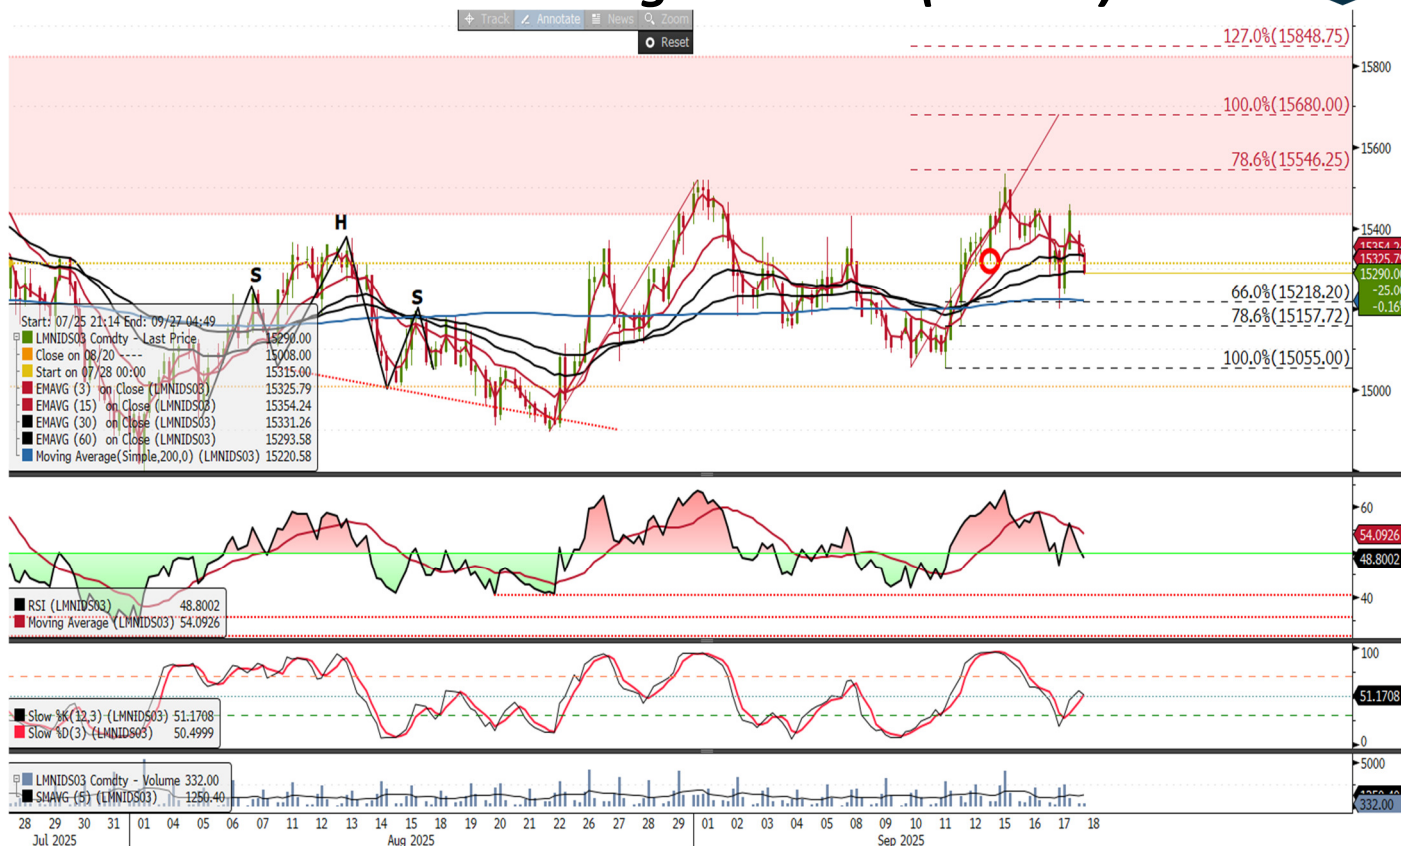 Track Annotate News Zoom
Reset
127.0%(15848.75)
15800
100.0%(15680.00)
15600
78.6%(15546.25)
15400
H
S
S
15354.2
15325.79
15290.00
-25.00
-0.16
66.0%(15218.20)
78.6%(15157.72)
100.0%(15055.00)
15000
Start: 07/25 21:14 End: 09/27 04:49
LMNIDS03 Comdty - Last Price 15290.00
Close on 08/20 ---- 15008.00
Start on 07/28 00:00 15315.00
EMAVG (3) on Close (LMNIDS03) 15325.79
EMAVG (15) on Close (LMNIDS03) 15354.24
EMAVG (30) on Close (LMNIDS03) 15331.26
EMAVG (60) on Close (LMNIDS03) 15293.58
Moving Average(Simple,200,0) (LMNIDS03) 15220.58
60
54.0926
48.8002
40
RSI (LMNIDS03) 48.8002
Moving Average (LMNIDS03) 54.0926
100
51.1708
0
Slow %K(12,3) (LMNIDS03) 51.1708
Slow %D(3) (LMNIDS03) 50.4999
5000
332.00
LMNIDS03 Comdty - Volume 332.00
SMAVG (5) (LMNIDS03) 1250.40
28 29 30 31 01 04 05 06 07 11 12 13 14 15 18 19 20 21 22 26 27 28 29 01 02 03 04 05 08 09 10 11 12 15 16 17 18
Jul 2025 Aug 2025 Sep 2025